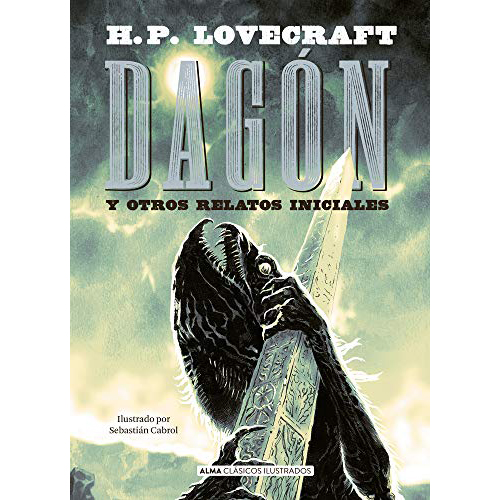 H.P. LOVECRAFT
DAGÓN
Y OTROS RELATOS INICIALES
Ilustrado por
Sebastián Cabrol
ALMA CLÁSICOS ILUSTRADOS